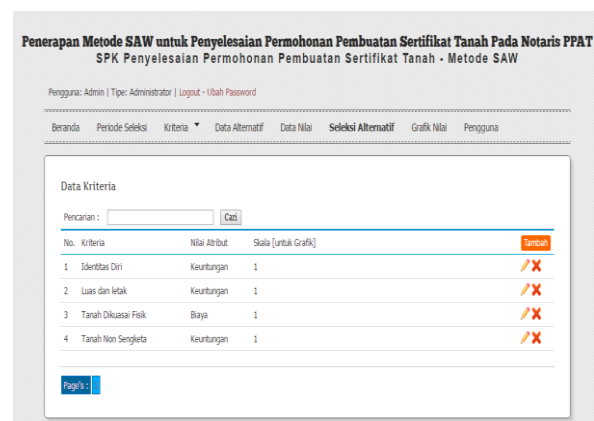 Penerapan Metode SAW untuk Penyelesaian Permohonan Pembuatan Sertifikat Tanah Pada Notaris PPAT
SPK Penyelesaian Permohonan Pembuatan Sertifikat Tanah - Metode SAW
Pengguna: Admin | Tipe: Administrator | Logout - Ubah Password
Beranda Periode Seleksi Kriteria Data Alternatif Data Nilai Seleksi Alternatif Grafik Nilai Pengguna
Data Kriteria
Pencarian : Cari
No. Kriteria Nilai Atribut Skala [untuk Grafik] Tambah
1 Identitas Diri Keuntungan 1
2 Luas dan letak Keuntungan 1
3 Tanah Dikuasai Fisik Biaya 1
4 Tanah Non Sengketa Keuntungan 1
Page's :